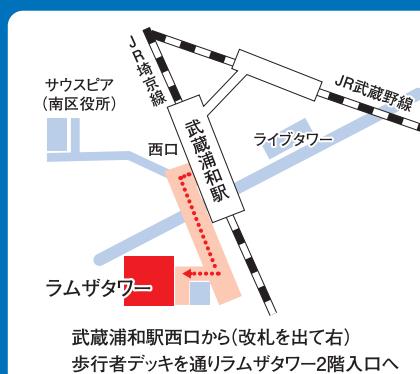 JR埼京線
サウスピア
(南区役所)
JR武蔵野線
西口
武蔵浦和駅
ライブタワー
ラムザタワー
武蔵浦和駅西口から(改札を出て右)
歩行者デッキを通りラムザタワー2階入口へ